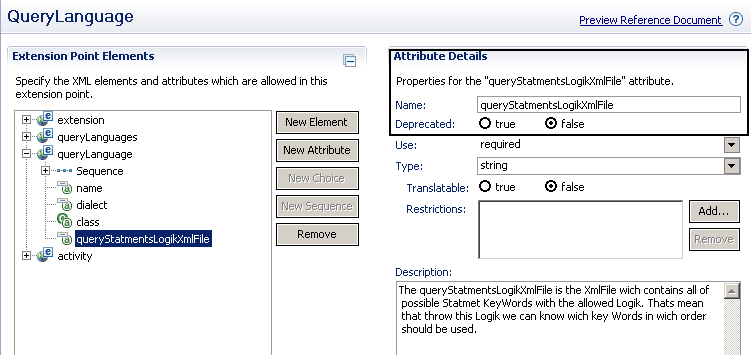 QueryLanguage
Preview Reference Document
Extension Point Elements
Specify the XML elements and attributes which are allowed in this
extension point.
extension
queryLanguages
queryLanguage
Sequence
name
dialect
class
queryStatmentsLogikXmlFile
activity
New Element
New Attribute
New Choice
New Sequence
Remove
Attribute Details
Properties for the "queryStatmentsLogikXmlFile" attribute.
Name: queryStatmentsLogikXmlFile
Deprecated: true false
Use: required
Type: string
Translatable: true false
Restrictions:
Add...
Remove
Description:
The queryStatmentsLogikXmlFile is the XmlFile wich contains all of
possible Statmet KeyWords with the allowed Logik. Thats mean
that throw this Logik we can know wich key Words in wich order
should be used.